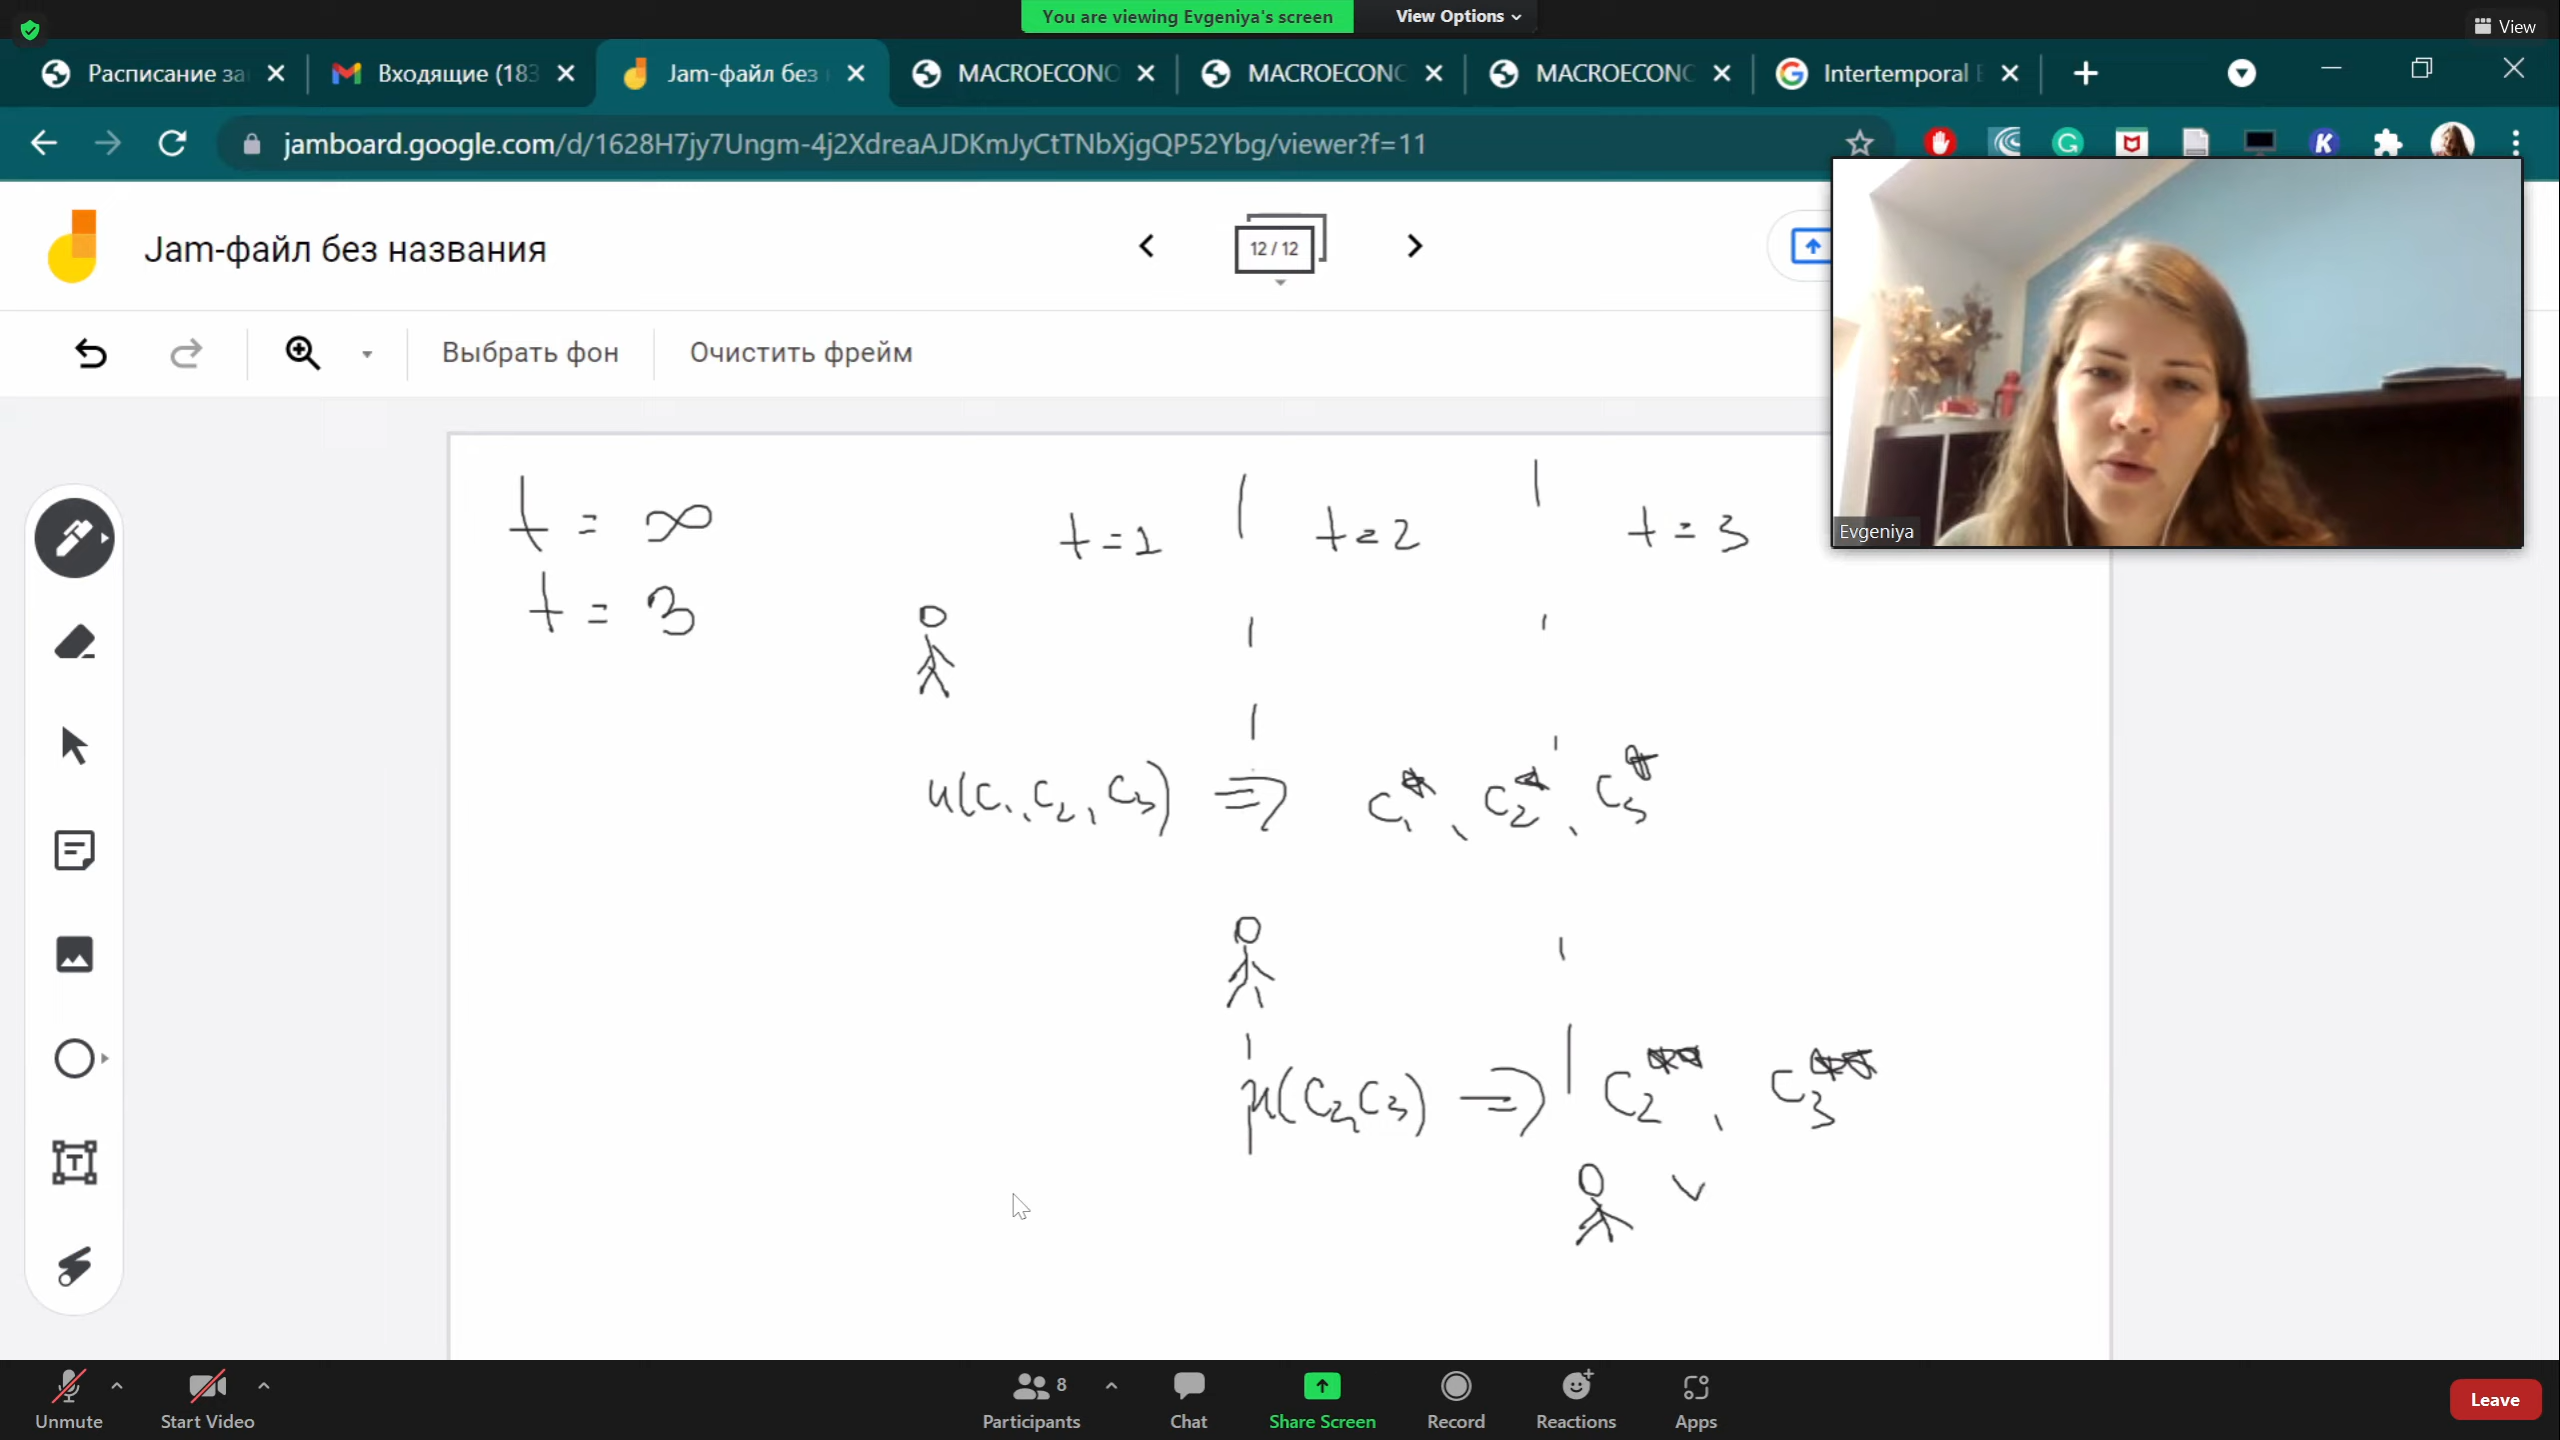 You are viewing Evgeniya's screen View Options
View
Расписание за Входящие (183 Jam-файл без MACROECONO MACROECONO MACROECONO Intertemporal
jamboard.google.com/d/1628H7jy7Ungm-4j2XdreaAJDKmJyCtTNbXjgQP52Ybg/viewer?f=11
Jam-файл без названия
12 / 12
Выбрать фон Очистить фрейм
Evgeniya
t = ∞
t = 3
t = 1 t = 2 t = 3
u(c₁, c₂, c₃) ⇒ c₁*, c₂*, c₃*
u(c₂, c₃) ⇒ c₂**, c₃**
Unmute Start Video Participants 8 Chat Share Screen Record Reactions Apps Leave